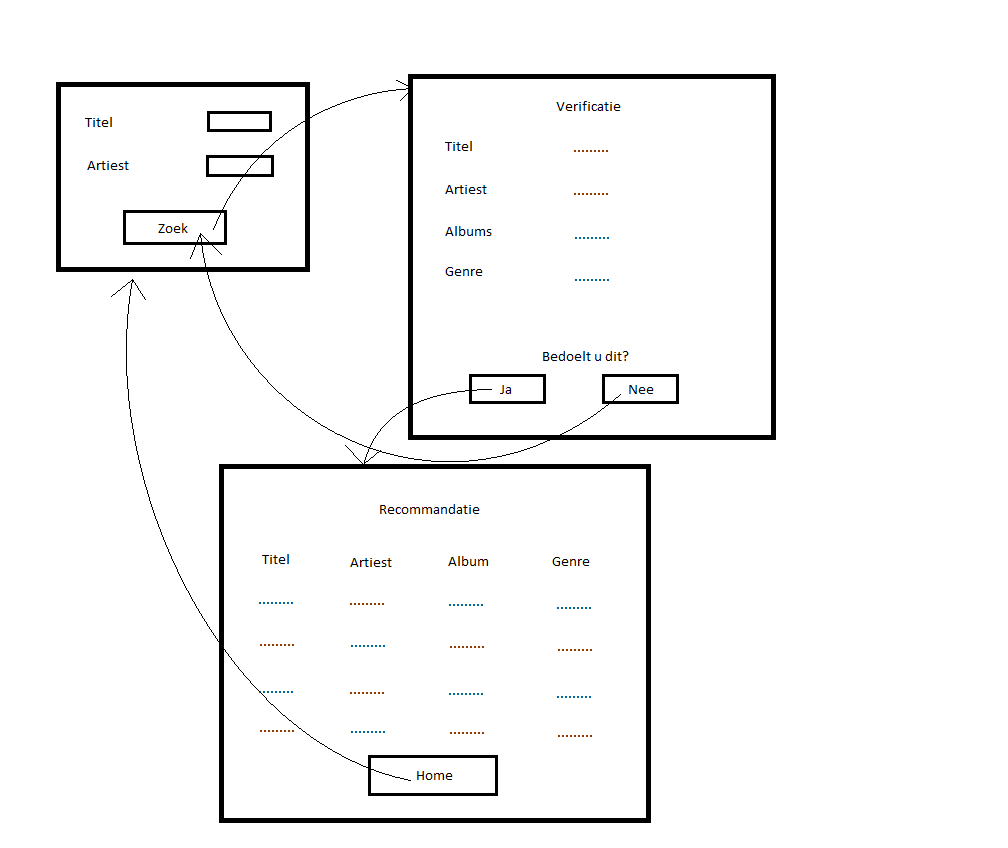 Titel
Artiest
Zoek
Verificatie
Titel .........
Artiest .........
Albums .........
Genre .........
Bedoelt u dit?
Ja Nee
Recommandatie
Titel Artiest Album Genre
......... ......... ......... .........
......... ......... ......... .........
......... ......... ......... .........
......... ......... ......... .........
Home